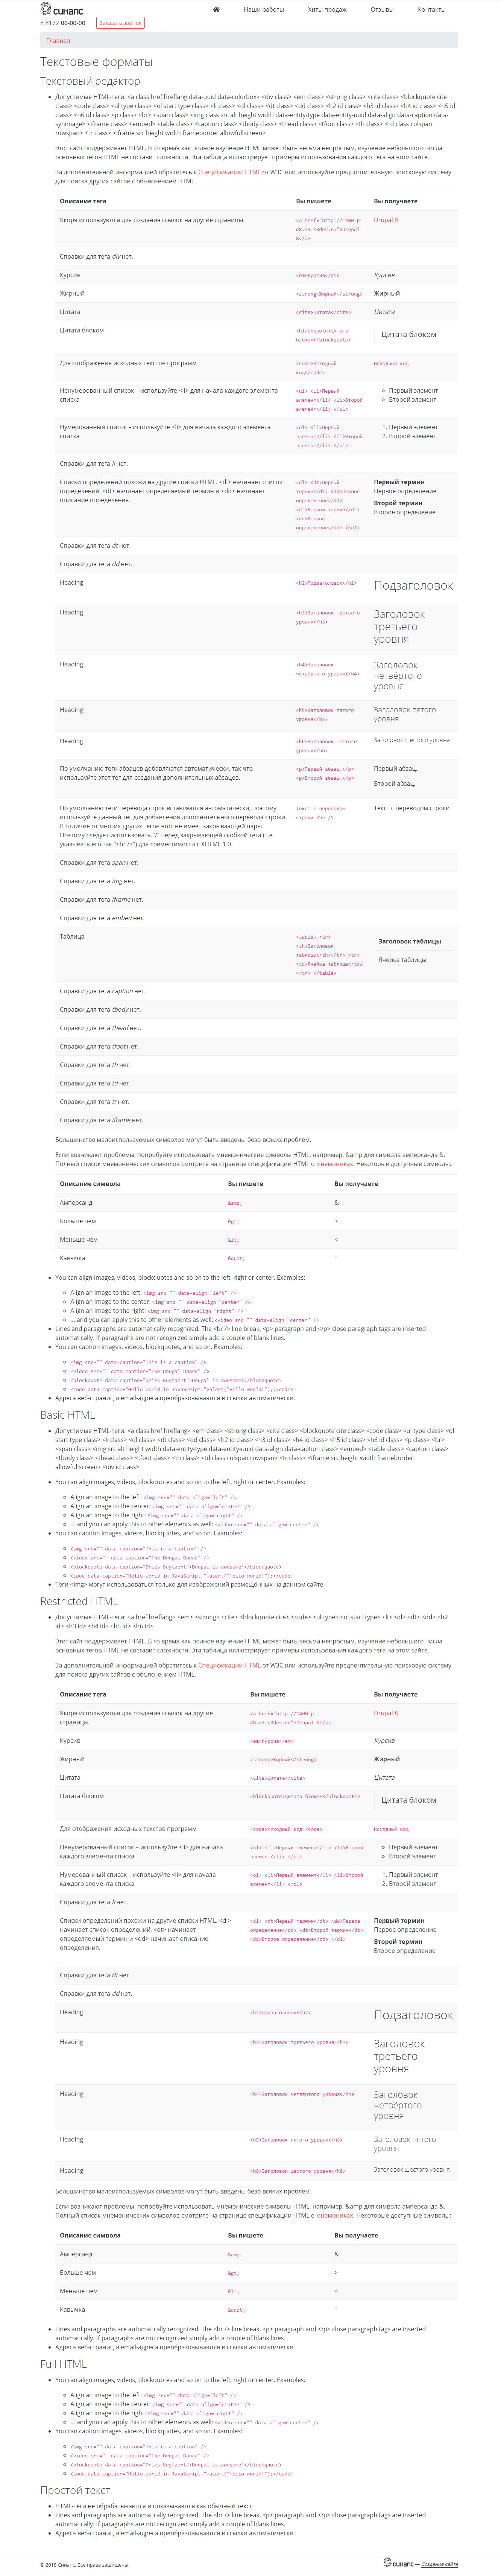 синапс
Наши работы
Хиты продаж
Отзывы
Контакты
8 8172 00-00-00
Заказать звонок
Главная
Текстовые форматы
Текстовый редактор
Допустимые HTML-теги: <a class href hreflang data-uuid data-colorbox> <div class> <em class> <strong class> <cite class> <blockquote cite
class> <code class> <ul type class> <ol start type class> <li class> <dl class> <dt class> <dd class> <h2 id class> <h3 id class> <h4 id class> <h5 id
class> <h6 id class> <p class> <br> <span class> <img class src alt height width data-entity-type data-entity-uuid data-align data-caption data-
synimage> <iframe class> <embed> <table class> <caption class> <tbody class> <thead class> <tfoot class> <th class> <td class colspan
rowspan> <tr class> <iframe src height width frameborder allowfullscreen>
Этот сайт поддерживает HTML. В то время как полное изучение HTML может быть весьма непростым, изучение небольшого числа
основных тегов HTML не составит сложности. Эта таблица иллюстрирует примеры использования каждого тега на этом сайте.
За дополнительной информацией обратитесь к Спецификации HTML от W3C или используйте предпочтительную поисковую систему
для поиска других сайтов с объяснением HTML.
Описание тега Вы пишете Вы получаете
Якоря используются для создания ссылок на другие страницы.
<a href="http://1400-p-
d8.n3.s3dev.ru">Drupal
8</a>
Drupal 8
Справки для тега div нет.
Курсив <em>Курсив</em> Курсив
Жирный <strong>Жирный</strong> Жирный
Цитата <cite>Цитата</cite> Цитата
Цитата блоком
<blockquote>Цитата
блоком</blockquote>
Цитата блоком
Для отображения исходных текстов программ
<code>Исходный
код</code>
Исходный код
Ненумерованный список – используйте <li> для начала каждого элемента
списка
<ul> <li>Первый
элемент</li> <li>Второй
элемент</li> </ul>
Первый элемент
Второй элемент
Нумерованный список – используйте <li> для начала каждого элемента
списка
<ol> <li>Первый
элемент</li> <li>Второй
элемент</li> </ol>
1. Первый элемент
2. Второй элемент
Справки для тега li нет.
Списки определений похожи на другие списки HTML. <dl> начинает список
определений, <dt> начинает определяемый термин и <dd> начинает
описание определения.
<dl> <dt>Первый
термин</dt> <dd>Первое
определение</dd>
<dt>Второй термин</dt>
<dd>Второе
определение</dd> </dl>
Первый термин
Первое определение
Второй термин
Второе определение
Справки для тега dt нет.
Справки для тега dd нет.
Heading <h2>Подзаголовок</h2> Подзаголовок
Heading
<h3>Заголовок третьего
уровня</h3>
Заголовок
третьего
уровня
Heading
<h4>Заголовок
четвёртого уровня</h4>
Заголовок
четвёртого
уровня
Heading
<h5>Заголовок пятого
уровня</h5>
Заголовок пятого
уровня
Heading
<h6>Заголовок шестого
уровня</h6>
Заголовок шестого уровня
По умолчанию теги абзацев добавляются автоматически, так что
используйте этот тег для создания дополнительных абзацев.
<p>Первый абзац.</p>
<p>Второй абзац.</p>
Первый абзац.
Второй абзац.
По умолчанию теги перевода строк вставляются автоматически, поэтому
используйте данный тег для добавления дополнительного перевода строки.
В отличие от многих других тегов этот не имеет закрывающей пары.
Поэтому следует использовать "/" перед закрывающей скобкой тега (т.е.
указывать его так "<br />") для совместимости с XHTML 1.0.
Текст с переводом
строки <br />
Текст с переводом строки
Справки для тега span нет.
Справки для тега img нет.
Справки для тега iframe нет.
Справки для тега embed нет.
Таблица
<table> <tr>
<th>Заголовок
таблицы</th></tr> <tr>
<td>Ячейка таблицы</td>
</tr> </table>
Заголовок таблицы
Ячейка таблицы
Справки для тега caption нет.
Справки для тега tbody нет.
Справки для тега thead нет.
Справки для тега tfoot нет.
Справки для тега th нет.
Справки для тега td нет.
Справки для тега tr нет.
Справки для тега iframe нет.
Большинство малоиспользуемых символов могут быть введены безо всяких проблем.
Если возникают проблемы, попробуйте использовать мнемонические символы HTML, например, &amp для символа амперсанда &.
Полный список мнемонических символов смотрите на странице спецификации HTML о мнемониках. Некоторые доступные символы:
Описание символа Вы пишете Вы получаете
Амперсанд &amp; &
Больше чем &gt; >
Меньше чем &lt; <
Кавычка &quot; "
You can align images, videos, blockquotes and so on to the left, right or center. Examples:
Align an image to the left: <img src="" data-align="left" />
Align an image to the center: <img src="" data-align="center" />
Align an image to the right: <img src="" data-align="right" />
... and you can apply this to other elements as well: <video src="" data-align="center" />
Lines and paragraphs are automatically recognized. The <br /> line break, <p> paragraph and </p> close paragraph tags are inserted
automatically. If paragraphs are not recognized simply add a couple of blank lines.
You can caption images, videos, blockquotes, and so on. Examples:
<img src="" data-caption="This is a caption" />
<video src="" data-caption="The Drupal Dance" />
<blockquote data-caption="Dries Buytaert">Drupal is awesome!</blockquote>
<code data-caption="Hello world in JavaScript.">alert("Hello world!");</code>
Адреса веб-страниц и email-адреса преобразовываются в ссылки автоматически.
Basic HTML
Допустимые HTML-теги: <a class href hreflang> <em class> <strong class> <cite class> <blockquote cite class> <code class> <ul type class> <ol
start type class> <li class> <dl class> <dt class> <dd class> <h2 id class> <h3 id class> <h4 id class> <h5 id class> <h6 id class> <p class> <br>
<span class> <img src alt height width data-entity-type data-entity-uuid data-align data-caption class> <embed> <table class> <caption class>
<tbody class> <thead class> <tfoot class> <th class> <td class colspan rowspan> <tr class> <iframe src height width frameborder
allowfullscreen> <div id class>
You can align images, videos, blockquotes and so on to the left, right or center. Examples:
Align an image to the left: <img src="" data-align="left" />
Align an image to the center: <img src="" data-align="center" />
Align an image to the right: <img src="" data-align="right" />
... and you can apply this to other elements as well: <video src="" data-align="center" />
You can caption images, videos, blockquotes, and so on. Examples:
<img src="" data-caption="This is a caption" />
<video src="" data-caption="The Drupal Dance" />
<blockquote data-caption="Dries Buytaert">Drupal is awesome!</blockquote>
<code data-caption="Hello world in JavaScript.">alert("Hello world!");</code>
Теги <img> могут использоваться только для изображений размещённых на данном сайте.
Restricted HTML
Допустимые HTML-теги: <a href hreflang> <em> <strong> <cite> <blockquote cite> <code> <ul type> <ol start type> <li> <dl> <dt> <dd> <h2
id> <h3 id> <h4 id> <h5 id> <h6 id>
Этот сайт поддерживает HTML. В то время как полное изучение HTML может быть весьма непростым, изучение небольшого числа
основных тегов HTML не составит сложности. Эта таблица иллюстрирует примеры использования каждого тега на этом сайте.
За дополнительной информацией обратитесь к Спецификации HTML от W3C или используйте предпочтительную поисковую систему
для поиска других сайтов с объяснением HTML.
Описание тега Вы пишете Вы получаете
Якоря используются для создания ссылок на другие
страницы.
<a href="http://1400-p-
d8.n3.s3dev.ru">Drupal 8</a>
Drupal 8
Курсив <em>Курсив</em> Курсив
Жирный <strong>Жирный</strong> Жирный
Цитата <cite>Цитата</cite> Цитата
Цитата блоком <blockquote>Цитата блоком</blockquote> Цитата блоком
Для отображения исходных текстов программ <code>Исходный код</code> Исходный код
Ненумерованный список – используйте <li> для начала
каждого элемента списка
<ul> <li>Первый элемент</li> <li>Второй
элемент</li> </ul>
Первый элемент
Второй элемент
Нумерованный список – используйте <li> для начала
каждого элемента списка
<ol> <li>Первый элемент</li> <li>Второй
элемент</li> </ol>
1. Первый элемент
2. Второй элемент
Справки для тега li нет.
Списки определений похожи на другие списки HTML. <dl>
начинает список определений, <dt> начинает
определяемый термин и <dd> начинает описание
определения.
<dl> <dt>Первый термин</dt> <dd>Первое
определение</dd> <dt>Второй термин</dt>
<dd>Второе определение</dd> </dl>
Первый термин
Первое определение
Второй термин
Второе определение
Справки для тега dt нет.
Справки для тега dd нет.
Heading <h2>Подзаголовок</h2> Подзаголовок
Heading <h3>Заголовок третьего уровня</h3>
Заголовок
третьего
уровня
Heading <h4>Заголовок четвёртого уровня</h4>
Заголовок
четвёртого
уровня
Heading <h5>Заголовок пятого уровня</h5>
Заголовок пятого
уровня
Heading <h6>Заголовок шестого уровня</h6> Заголовок шестого уровня
Большинство малоиспользуемых символов могут быть введены безо всяких проблем.
Если возникают проблемы, попробуйте использовать мнемонические символы HTML, например, &amp для символа амперсанда &.
Полный список мнемонических символов смотрите на странице спецификации HTML о мнемониках. Некоторые доступные символы:
Описание символа Вы пишете Вы получаете
Амперсанд &amp; &
Больше чем &gt; >
Меньше чем &lt; <
Кавычка &quot; "
Lines and paragraphs are automatically recognized. The <br /> line break, <p> paragraph and </p> close paragraph tags are inserted
automatically. If paragraphs are not recognized simply add a couple of blank lines.
Адреса веб-страниц и email-адреса преобразовываются в ссылки автоматически.
Full HTML
You can align images, videos, blockquotes and so on to the left, right or center. Examples:
Align an image to the left: <img src="" data-align="left" />
Align an image to the center: <img src="" data-align="center" />
Align an image to the right: <img src="" data-align="right" />
... and you can apply this to other elements as well: <video src="" data-align="center" />
You can caption images, videos, blockquotes, and so on. Examples:
<img src="" data-caption="This is a caption" />
<video src="" data-caption="The Drupal Dance" />
<blockquote data-caption="Dries Buytaert">Drupal is awesome!</blockquote>
<code data-caption="Hello world in JavaScript.">alert("Hello world!");</code>
Простой текст
HTML-теги не обрабатываются и показываются как обычный текст
Lines and paragraphs are automatically recognized. The <br /> line break, <p> paragraph and </p> close paragraph tags are inserted
automatically. If paragraphs are not recognized simply add a couple of blank lines.
Адреса веб-страниц и email-адреса преобразовываются в ссылки автоматически.
© 2018 Синапс. Все права защищены.
синапс — Создание сайта